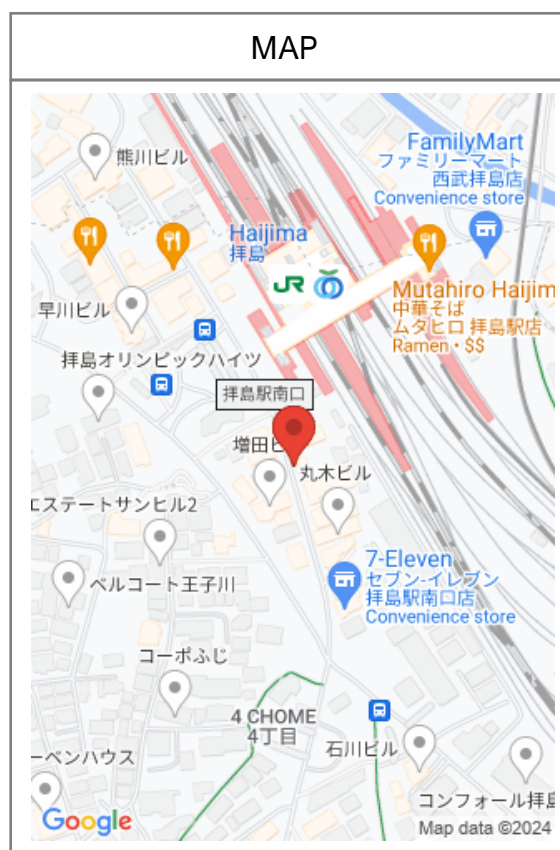 MAP
熊川ビル
FamilyMart
ファミリーマート
西武拝島店
Convenience store
Haijima
拝島
JR
Mutahiro Haijim
中華そば
ムタヒロ 拝島駅店
Ramen・$$
早川ビル
拝島オリンピックハイツ
拝島駅南口
増田ビ
丸木ビル
エステートサンヒル2
7-Eleven
セブン-イレブン
拝島駅南口店
Convenience store
ベルコート王子川
コーポふじ
4 CHOME
4丁目
石川ビル
ーベンハウス
コンフォール拝島
Google
Map data ©2024